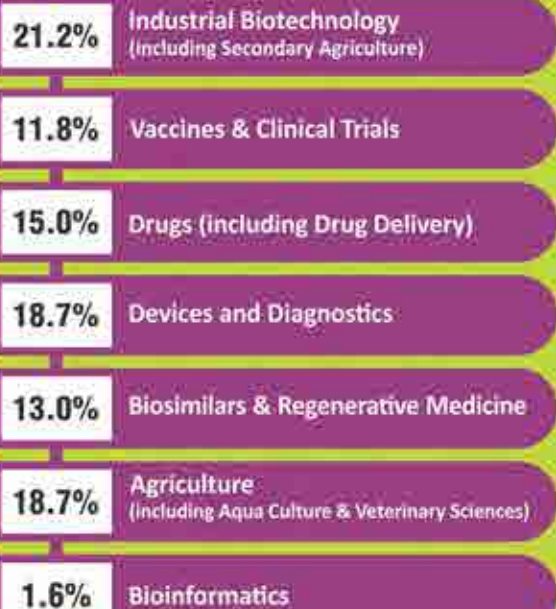 21.2% Industrial Biotechnology
(including Secondary Agriculture)
11.8% Vaccines & Clinical Trials
15.0% Drugs (including Drug Delivery)
18.7% Devices and Diagnostics
13.0% Biosimilars & Regenerative Medicine
18.7% Agriculture
(including Aqua Culture & Veterinary Sciences)
1.6% Bioinformatics